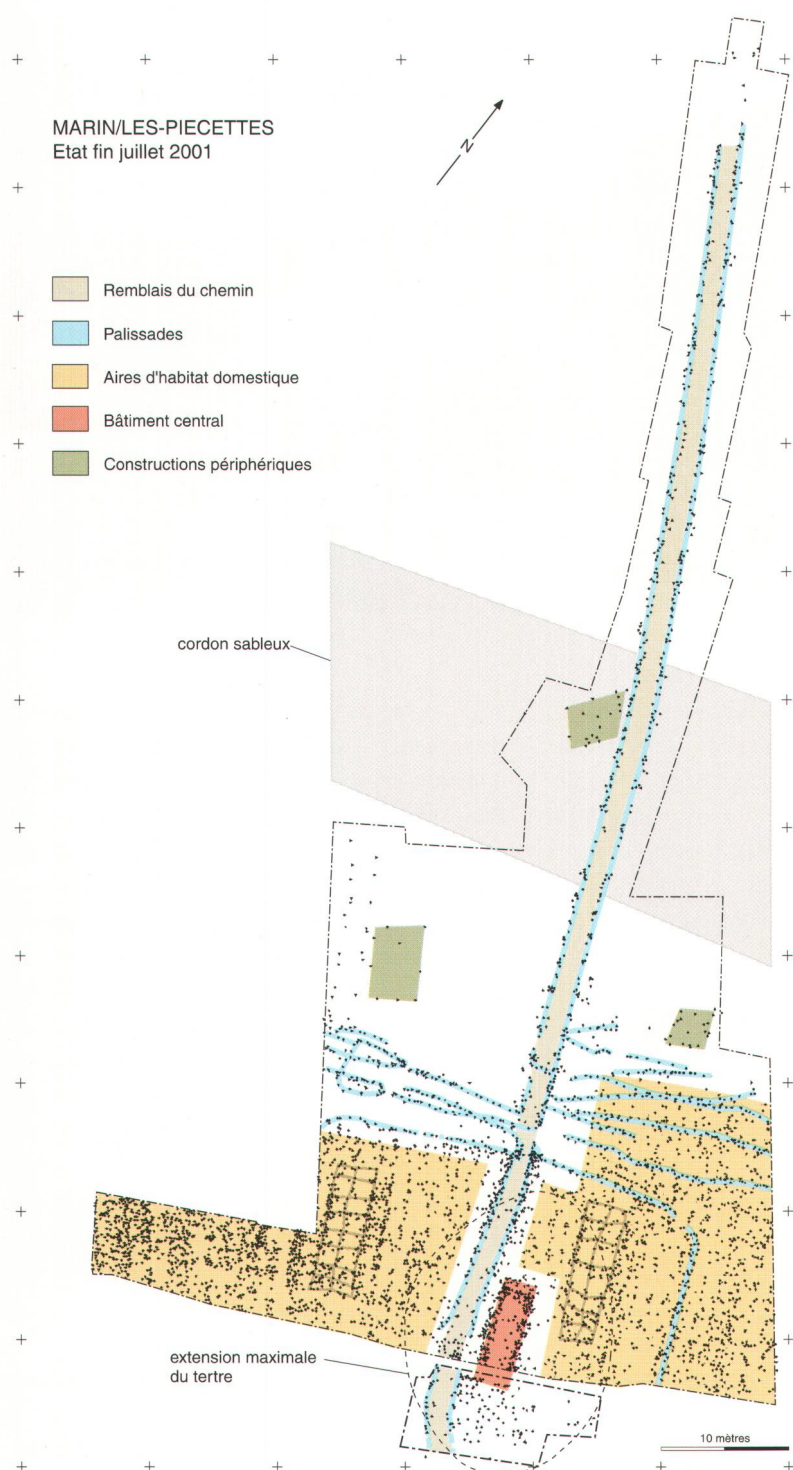 MARIN/LES-PIECETTES
Etat fin juillet 2001
N
Remblais du chemin
Palissades
Aires d'habitat domestique
Bâtiment central
Constructions périphériques
cordon sableux
extension maximale
du tertre
10 mètres